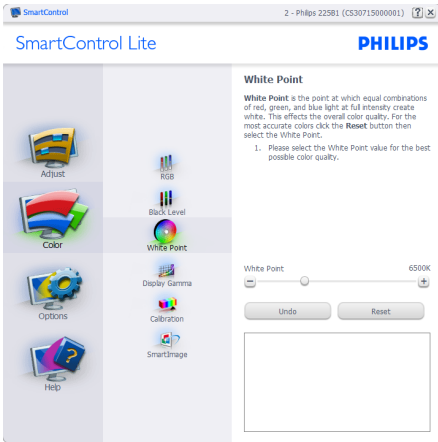 SmartControl
2 - Philips 225B1 (CS30715000001)
SmartControl Lite
PHILIPS
Adjust
Color
Options
Help
RGB
Black Level
White Point
Display Gamma
Calibration
SmartImage
White Point
White Point is the point at which equal combinations
of red, green, and blue light at full intensity create
white. This effects the overall color quality. For the
most accurate colors click the Reset button then
select the White Point.
1. Please select the White Point value for the best
possible color quality.
White Point 6500K
Undo
Reset